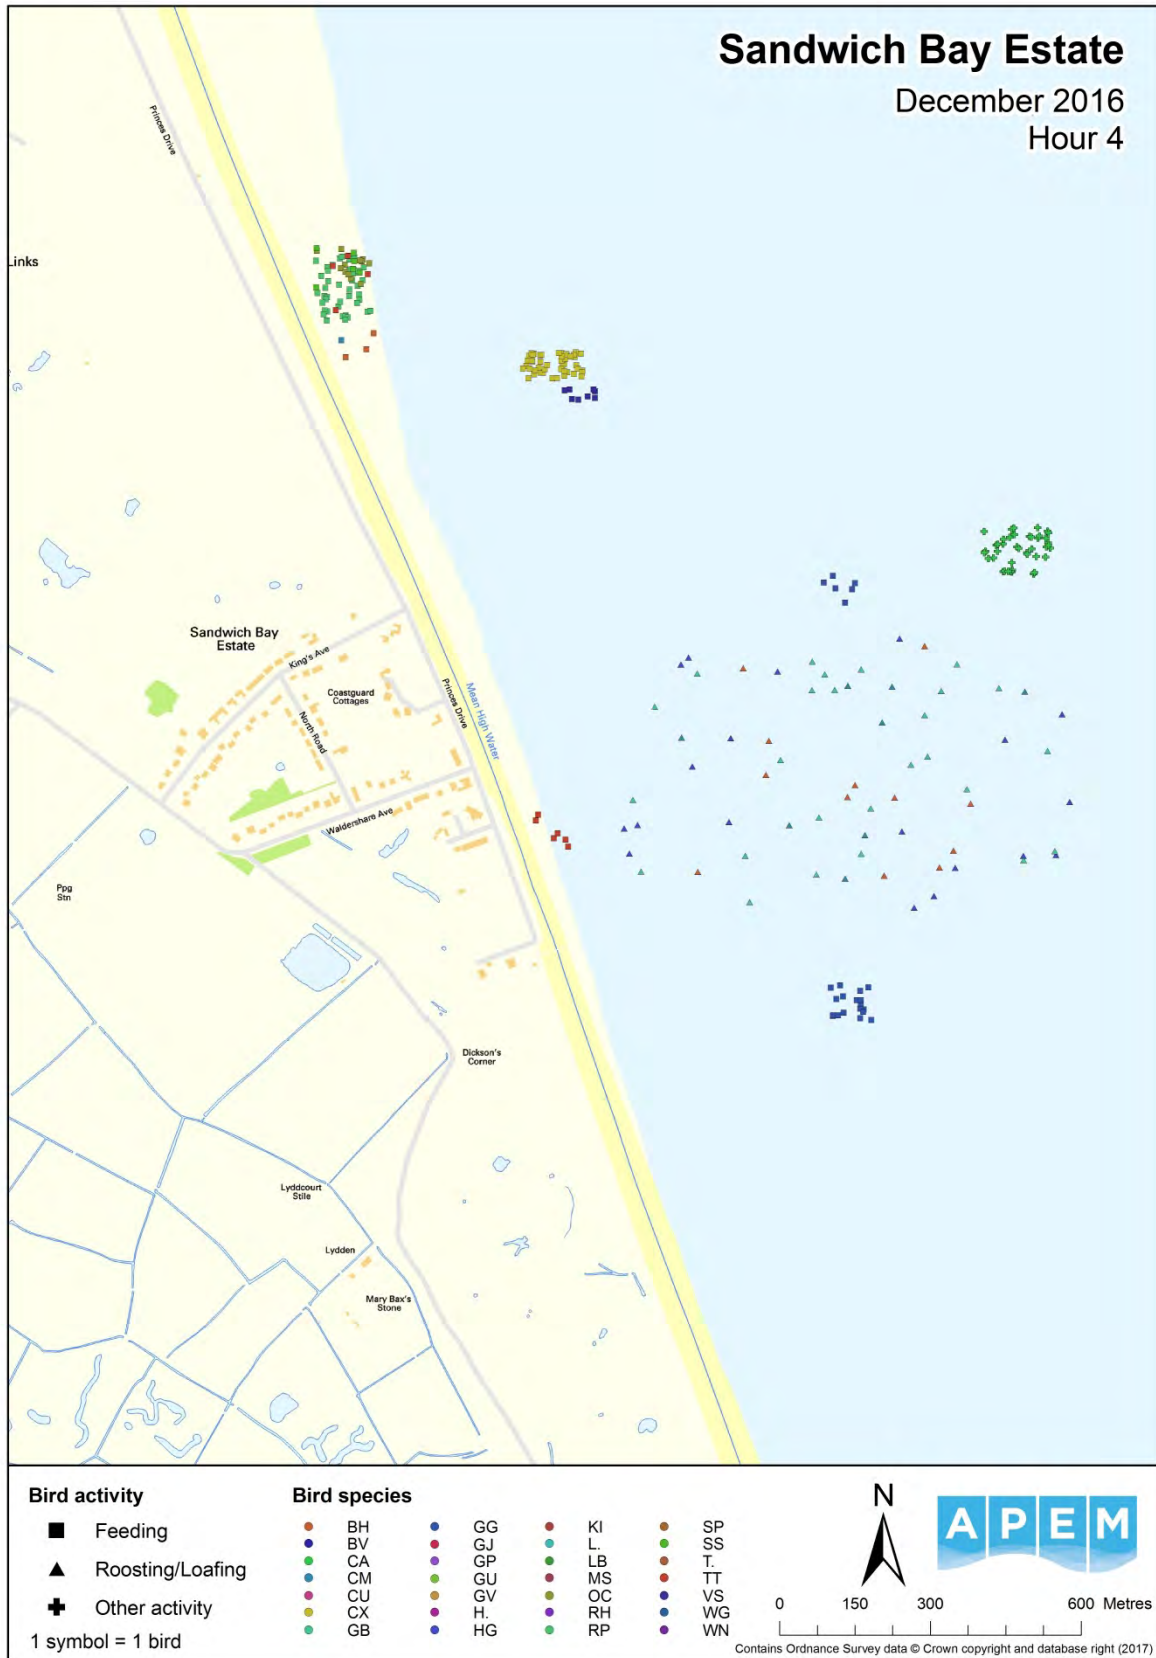 Sandwich Bay Estate
December 2016
Hour 4
Princes Drive
Links
Sandwich Bay
Estate
King's Ave
Coastguard
Cottages
North Road
Princes Drive
Mean High Water
Waldershare Ave
Ppg
Stn
Dickson's
Corner
Lyddcourt
Stile
Lydden
Mary Bax's
Stone
Bird activity
Feeding
Roosting/Loafing
Other activity
1 symbol = 1 bird
Bird species
BH
BV
CA
CM
CU
CX
GB
GG
GJ
GP
GU
GV
H.
HG
KI
L.
LB
MS
OC
RH
RP
SP
SS
T.
TT
VS
WG
WN
N
APEM
0 150 300 600 Metres
Contains Ordnance Survey data © Crown copyright and database right (2017)